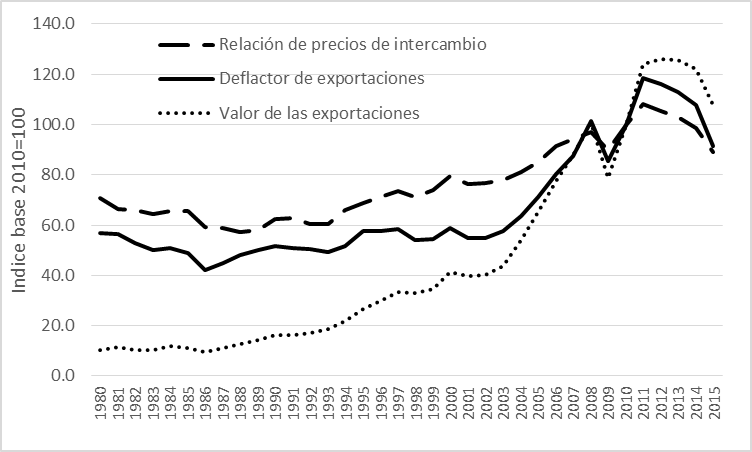 140.0
120.0
100.0
80.0
60.0
40.0
20.0
0.0
Indice base 2010=100
Relación de precios de intercambio
Deflactor de exportaciones
Valor de las exportaciones
1980 1981 1982 1983 1984 1985 1986 1987 1988 1989 1990 1991 1992 1993 1994 1995 1996 1997 1998 1999 2000 2001 2002 2003 2004 2005 2006 2007 2008 2009 2010 2011 2012 2013 2014 2015